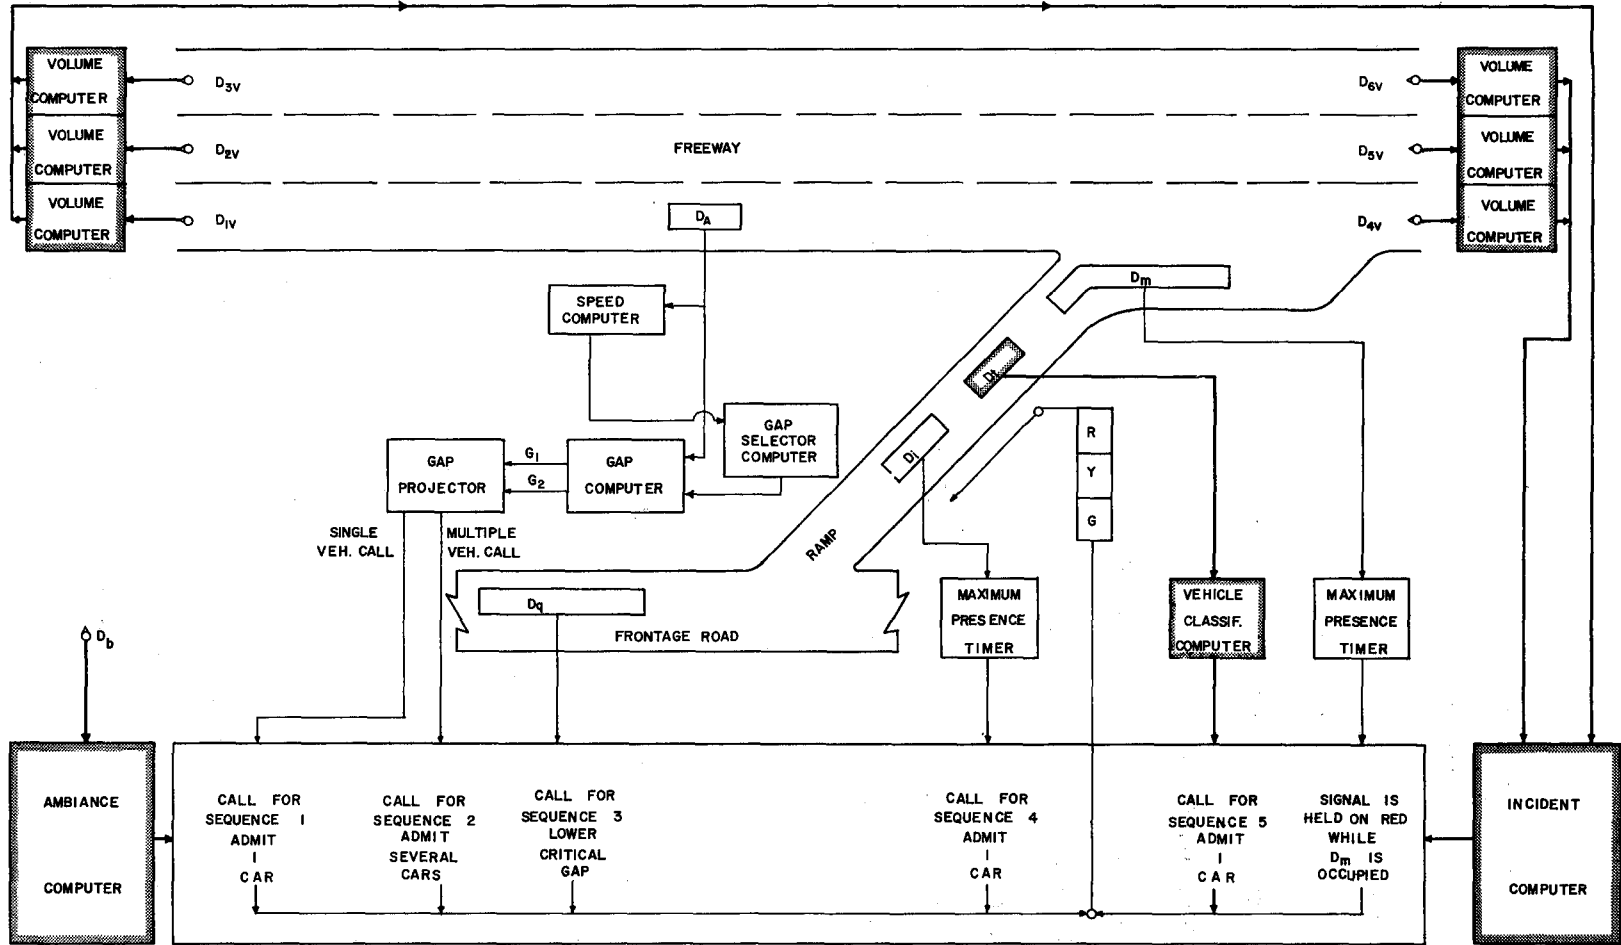 VOLUME
COMPUTER
VOLUME
COMPUTER
VOLUME
COMPUTER
D3V
D2V
D1V
FREEWAY
DA
D6V
D5V
D4V
VOLUME
COMPUTER
VOLUME
COMPUTER
VOLUME
COMPUTER
Dm
SPEED
COMPUTER
Dt
GAP
SELECTOR
COMPUTER
GAP
PROJECTOR
G1
G2
GAP
COMPUTER
Di
R
Y
G
SINGLE
VEH. CALL
MULTIPLE
VEH. CALL
RAMP
Dq
FRONTAGE ROAD
MAXIMUM
PRESENCE
TIMER
VEHICLE
CLASSIF.
COMPUTER
MAXIMUM
PRESENCE
TIMER
Db
AMBIANCE
COMPUTER
CALL FOR
SEQUENCE 1
ADMIT
1
CAR
CALL FOR
SEQUENCE 2
ADMIT
SEVERAL
CARS
CALL FOR
SEQUENCE 3
LOWER
CRITICAL
GAP
CALL FOR
SEQUENCE 4
ADMIT
1
CAR
CALL FOR
SEQUENCE 5
ADMIT
1
CAR
SIGNAL IS
HELD ON RED
WHILE
Dm IS
OCCUPIED
INCIDENT
COMPUTER